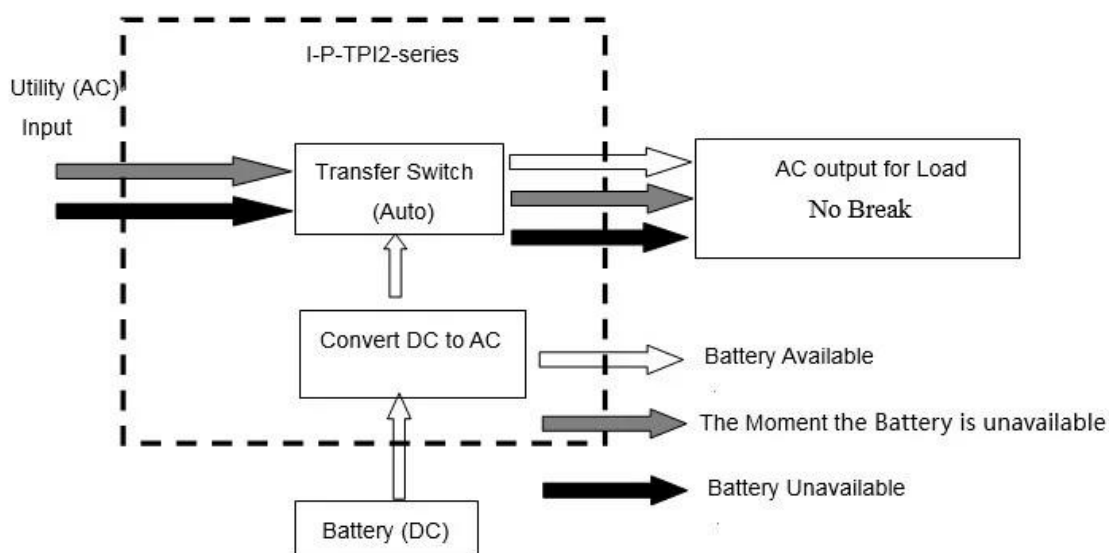 I-P-TPI2-series
Utility (AC)
Input
Transfer Switch
(Auto)
AC output for Load
No Break
Convert DC to AC
Battery Available
The Moment the Battery is unavailable
Battery Unavailable
Battery (DC)